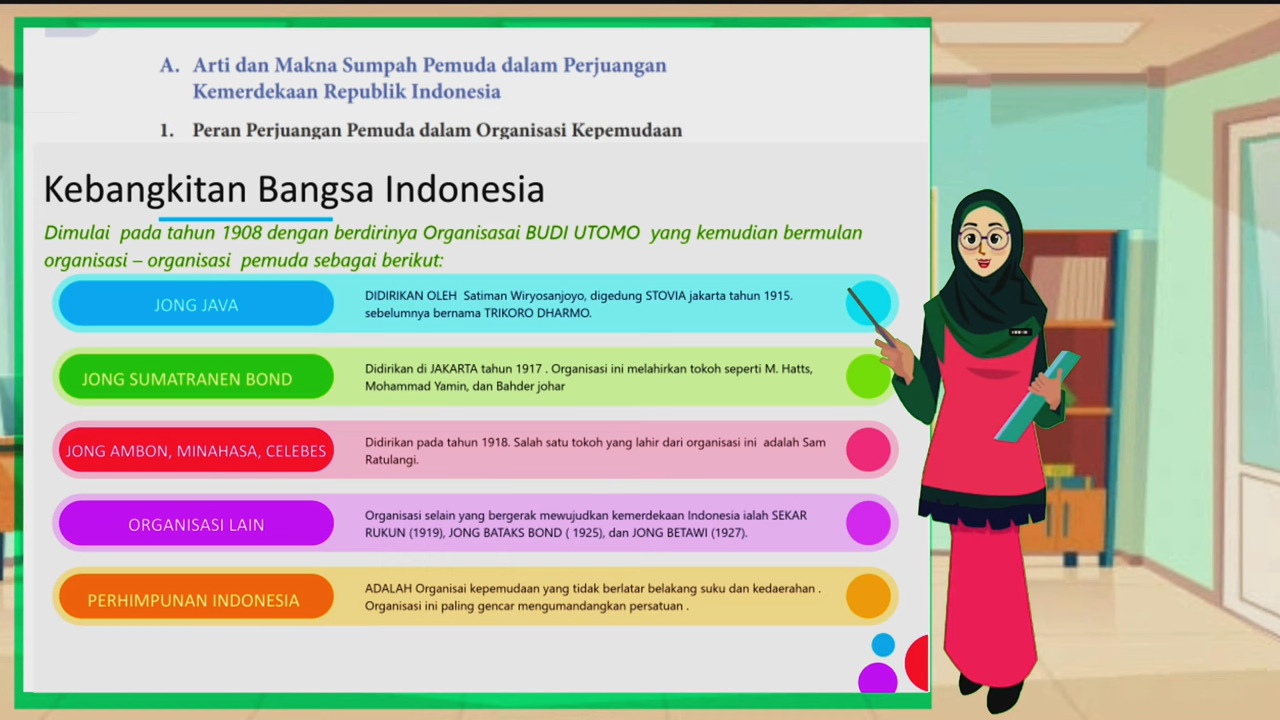 A. Arti dan Makna Sumpah Pemuda dalam Perjuangan
Kemerdekaan Republik Indonesia
1. Peran Perjuangan Pemuda dalam Organisasi Kepemudaan
Kebangkitan Bangsa Indonesia
Dimulai pada tahun 1908 dengan berdirinya Organisasai BUDI UTOMO yang kemudian bermulan
organisasi – organisasi pemuda sebagai berikut:
JONG JAVA
DIDIRIKAN OLEH Satiman Wiryosanjoyo, digedung STOVIA jakarta tahun 1915.
sebelumnya bernama TRIKORO DHARMO.
JONG SUMATRANEN BOND
Didirikan di JAKARTA tahun 1917 . Organisasi ini melahirkan tokoh seperti M. Hatts,
Mohammad Yamin, dan Bahder johar
JONG AMBON, MINAHASA, CELEBES
Didirikan pada tahun 1918. Salah satu tokoh yang lahir dari organisasi ini adalah Sam
Ratulangi.
ORGANISASI LAIN
Organisasi selain yang bergerak mewujudkan kemerdekaan Indonesia ialah SEKAR
RUKUN (1919), JONG BATAKS BOND ( 1925), dan JONG BETAWI (1927).
PERHIMPUNAN INDONESIA
ADALAH Organisai kepemudaan yang tidak berlatar belakang suku dan kedaerahan .
Organisasi ini paling gencar mengumandangkan persatuan .